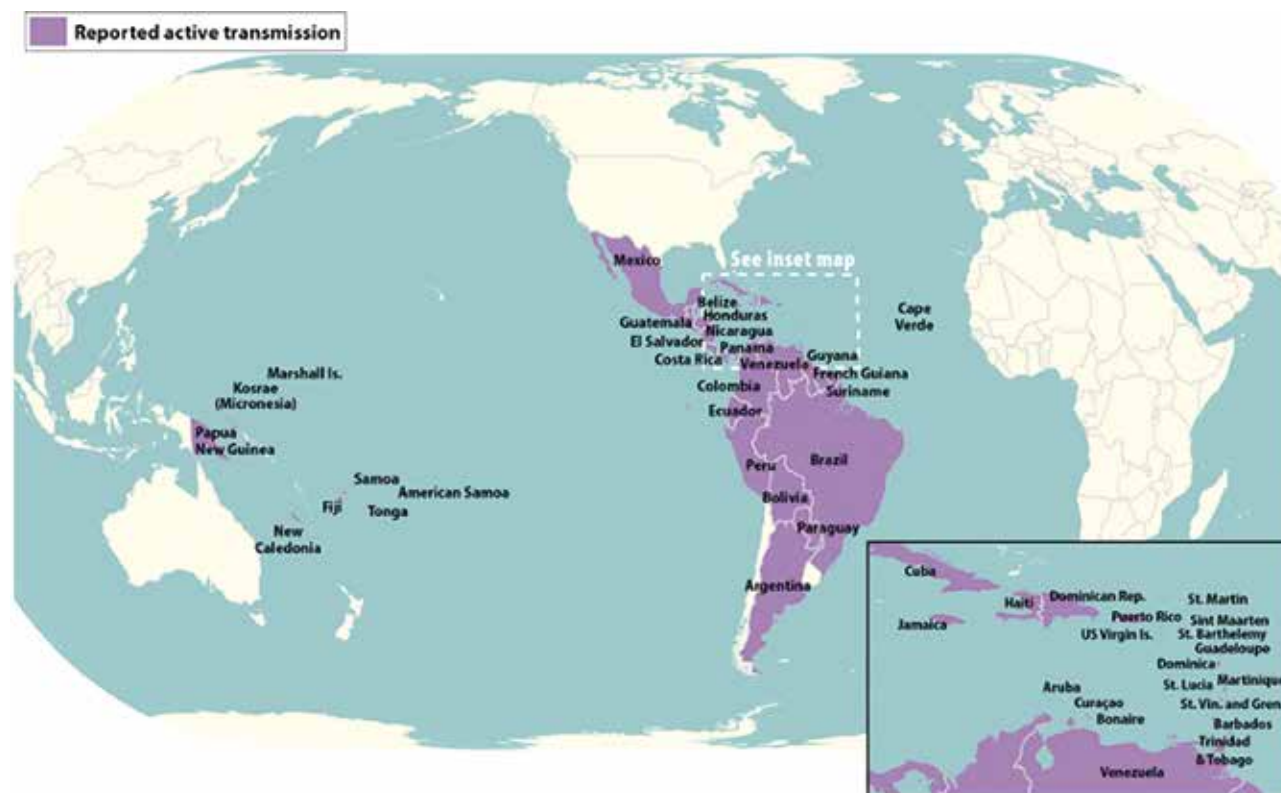 Reported active transmission
See inset map
Mexico
Belize
Honduras
Guatemala
Nicaragua
El Salvador
Panama
Costa Rica
Venezuela
Guyana
French Guiana
Suriname
Colombia
Ecuador
Cape
Verde
Marshall Is.
Kosrae
(Micronesia)
Papua
New Guinea
Samoa
American Samoa
Fiji
Tonga
New
Caledonia
Peru
Brazil
Bolivia
Paraguay
Argentina
Cuba
Haiti
Dominican Rep.
St. Martin
Jamaica
Puerto Rico
Sint Maarten
US Virgin Is.
St. Barthelemy
Guadeloupe
Dominica
Aruba
St. Lucia
Martinique
Curaçao
St. Vin. and Gren
Bonaire
Barbados
Trinidad
& Tobago
Venezuela